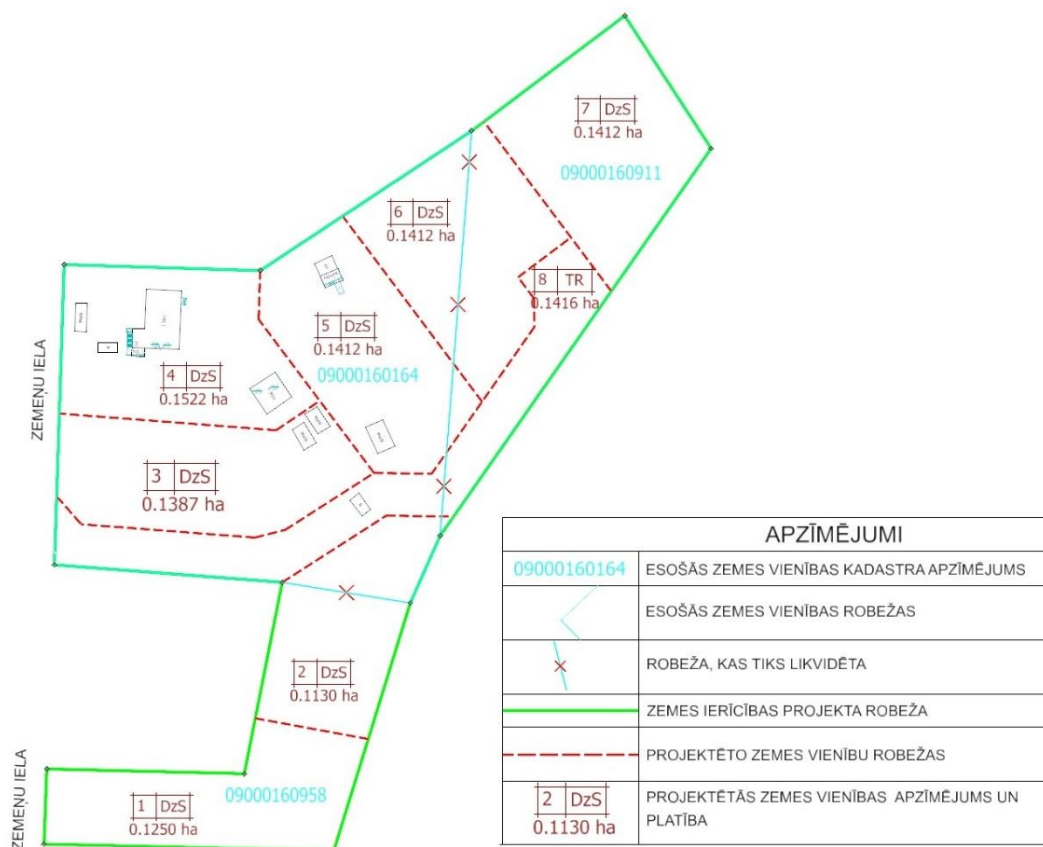 7 DzS
0.1412 ha
09000160911
6 DzS
0.1412 ha
8 TR
0.1416 ha
5 DzS
0.1412 ha
09000160164
4 DzS
0.1522 ha
ZEMEŅU IELA
3 DzS
0.1387 ha
2 DzS
0.1130 ha
ZEMEŅU IELA
09000160958
1 DzS
0.1250 ha
APZĪMĒJUMI
09000160164 ESOŠĀS ZEMES VIENĪBAS KADASTRA APZĪMĒJUMS
ESOŠĀS ZEMES VIENĪBAS ROBEŽAS
ROBEŽA, KAS TIKS LIKVIDĒTA
ZEMES IERĪCĪBAS PROJEKTA ROBEŽA
PROJEKTĒTO ZEMES VIENĪBU ROBEŽAS
2 DzS
0.1130 ha
PROJEKTĒTĀS ZEMES VIENĪBAS APZĪMĒJUMS UN
PLATĪBA